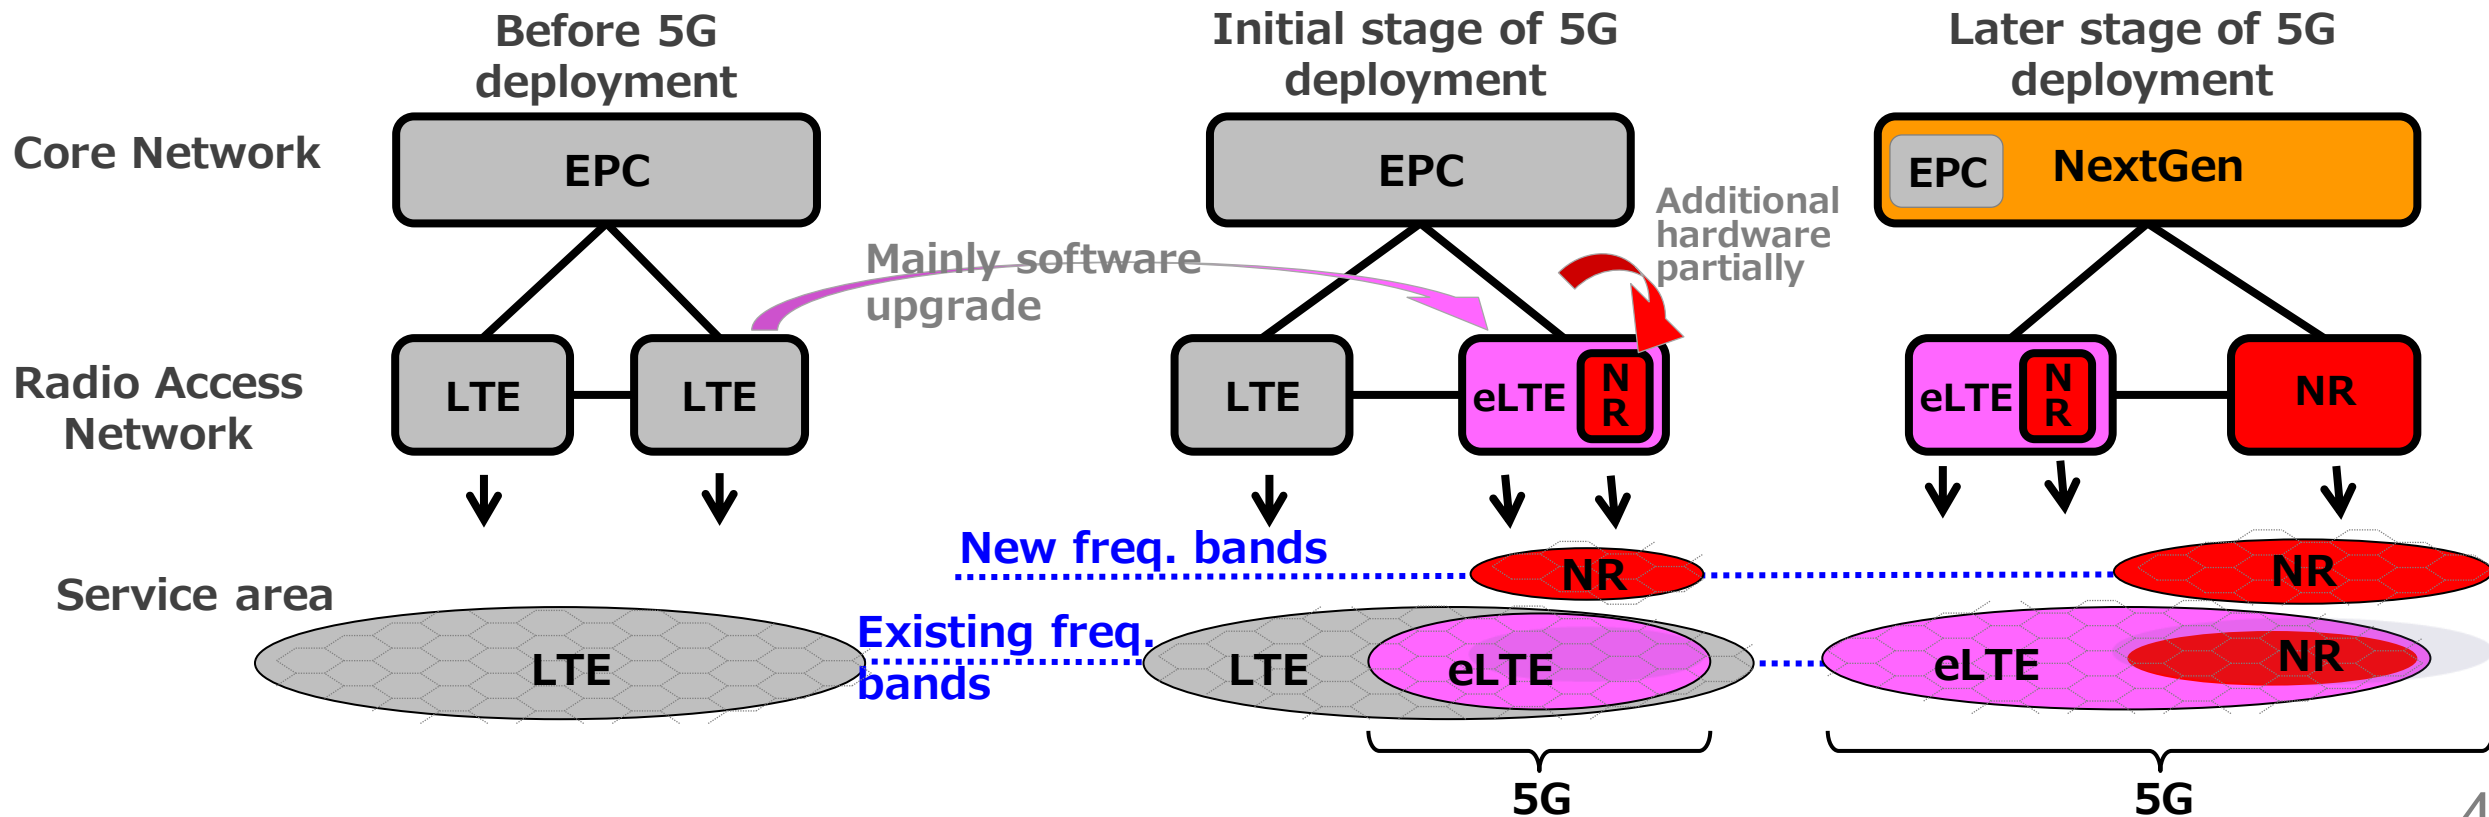 Before 5G
deployment
Initial stage of 5G
deployment
Later stage of 5G
deployment
Core Network
EPC
EPC
EPC
NextGen
Additional
hardware
partially
Mainly software
upgrade
Radio Access
Network
LTE
LTE
LTE
eLTE
N
R
eLTE
N
R
NR
Service area
New freq. bands
NR
NR
Existing freq.
bands
LTE
LTE
eLTE
eLTE
NR
5G
5G